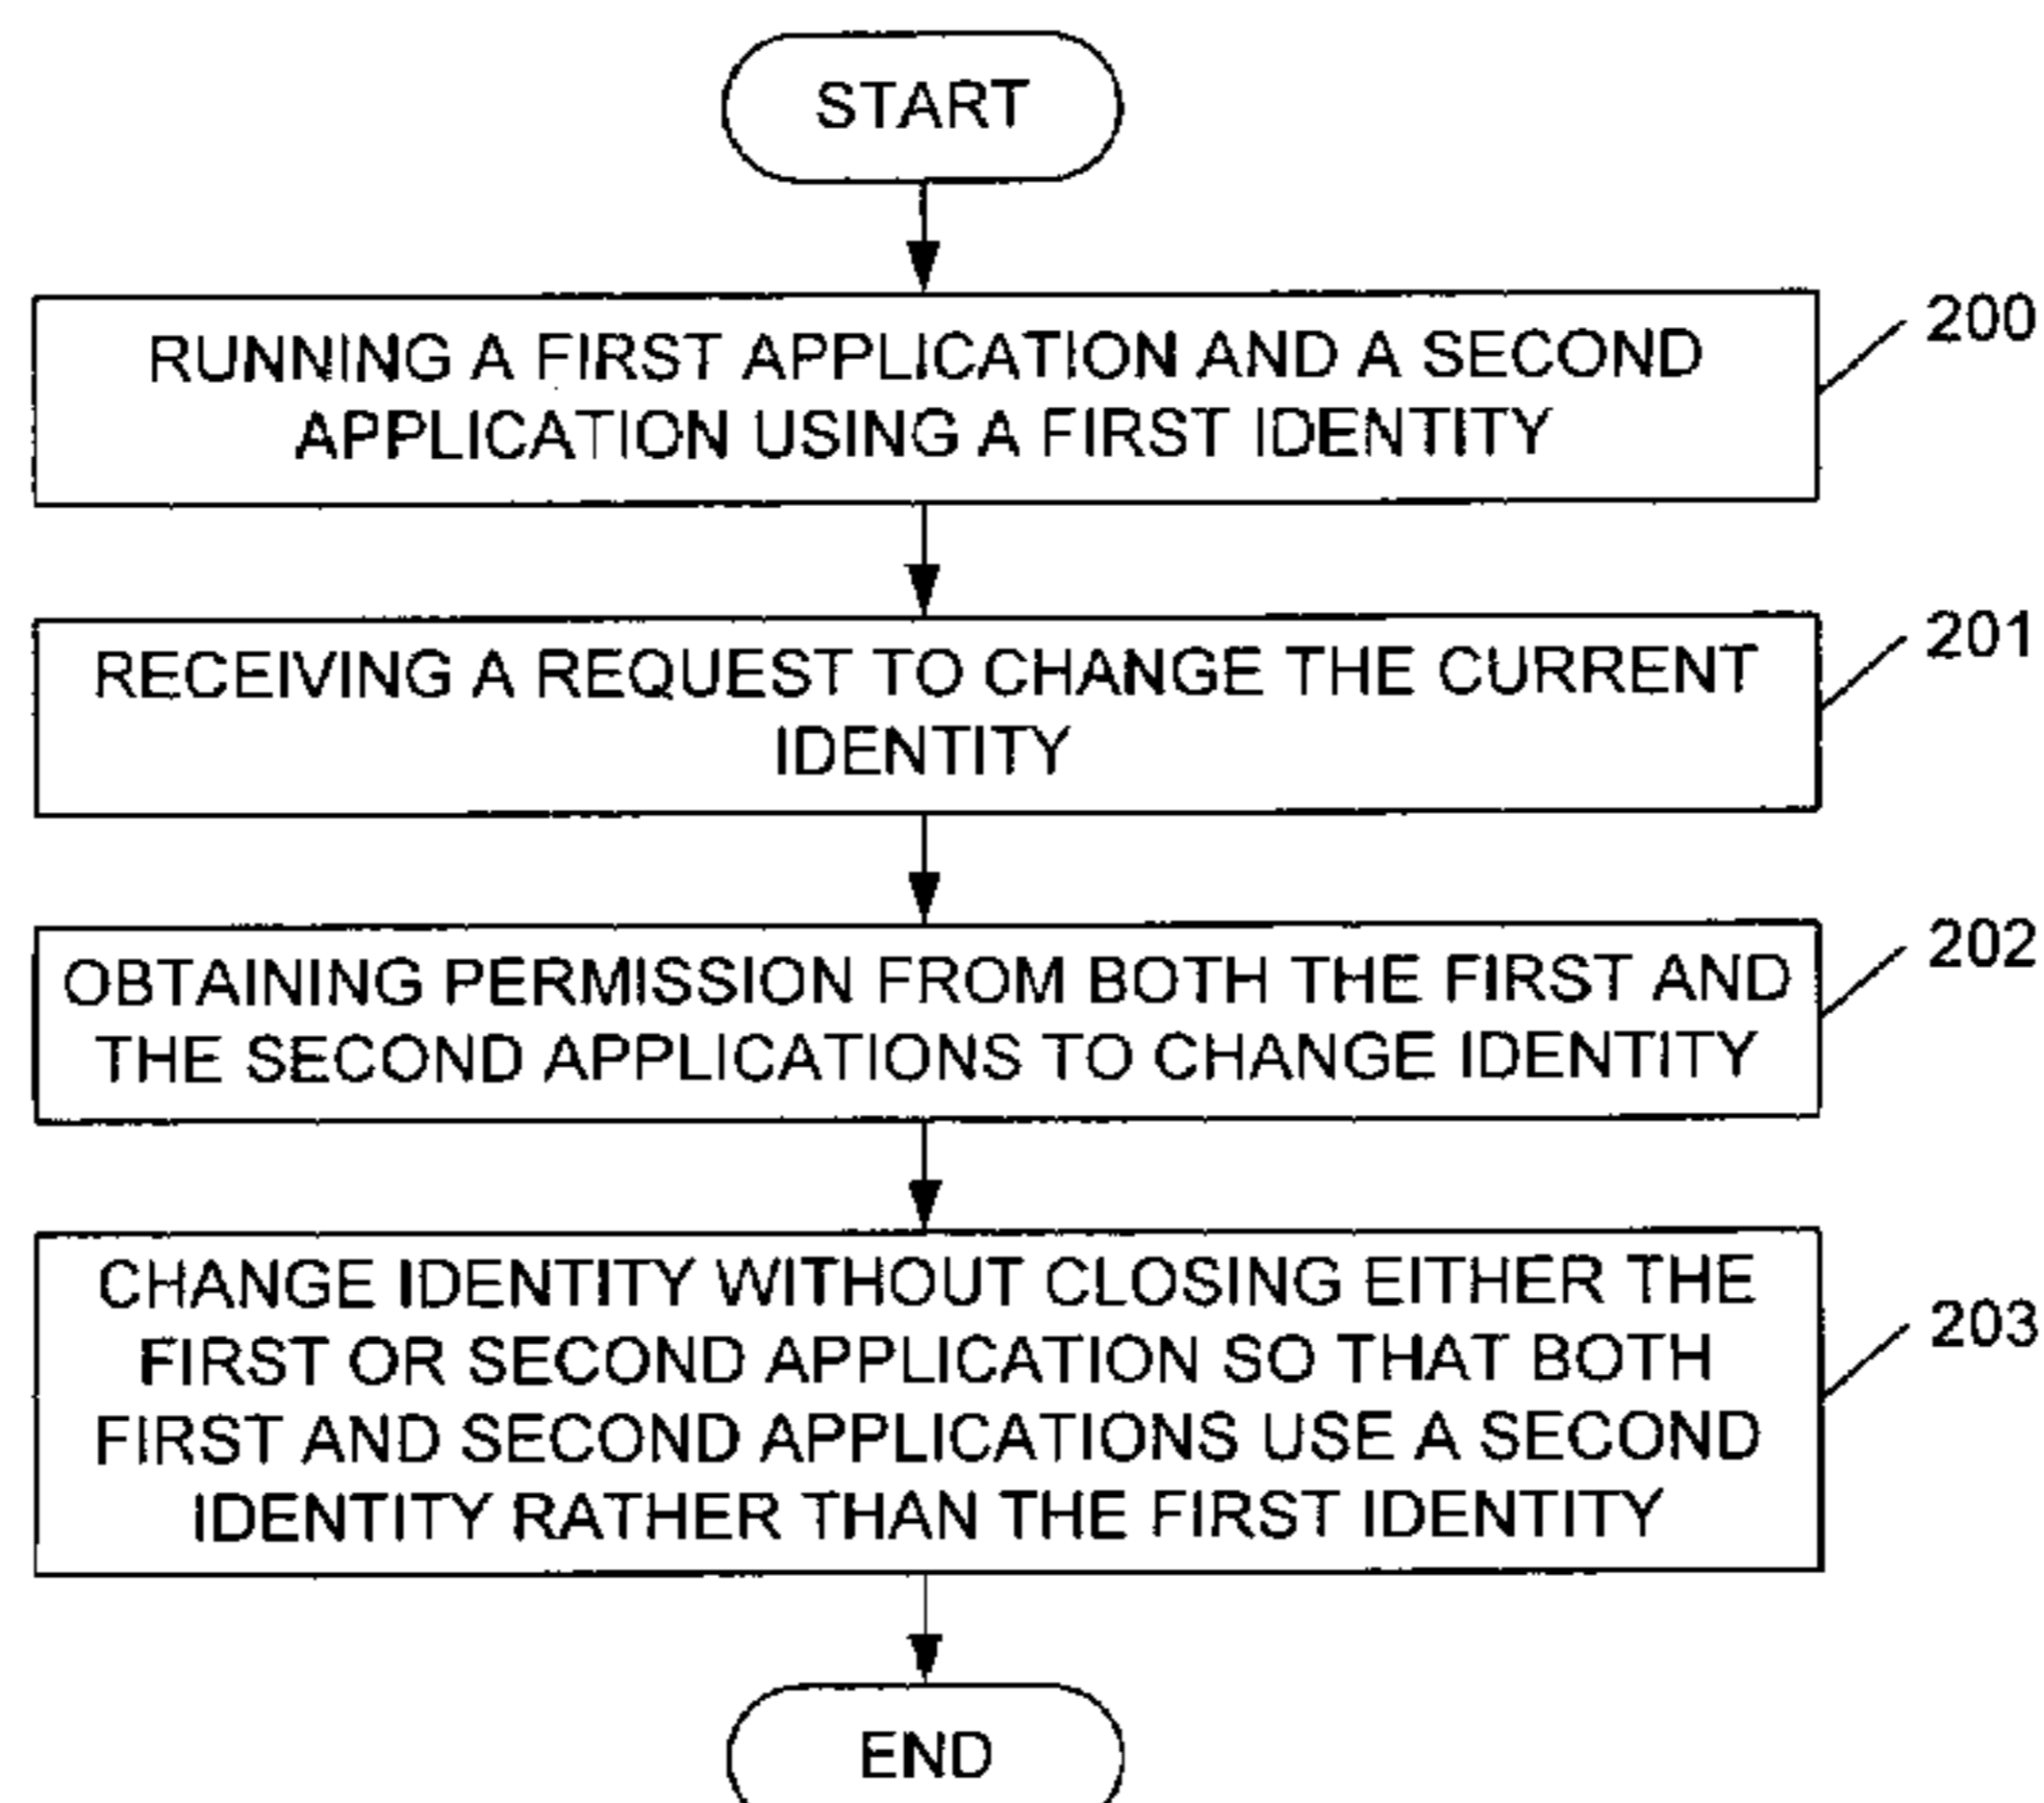 START
RUNNING A FIRST APPLICATION AND A SECOND
APPLICATION USING A FIRST IDENTITY
200
RECEIVING A REQUEST TO CHANGE THE CURRENT
IDENTITY
201
OBTAINING PERMISSION FROM BOTH THE FIRST AND
THE SECOND APPLICATIONS TO CHANGE IDENTITY
202
CHANGE IDENTITY WITHOUT CLOSING EITHER THE
FIRST OR SECOND APPLICATION SO THAT BOTH
FIRST AND SECOND APPLICATIONS USE A SECOND
IDENTITY RATHER THAN THE FIRST IDENTITY
203
END